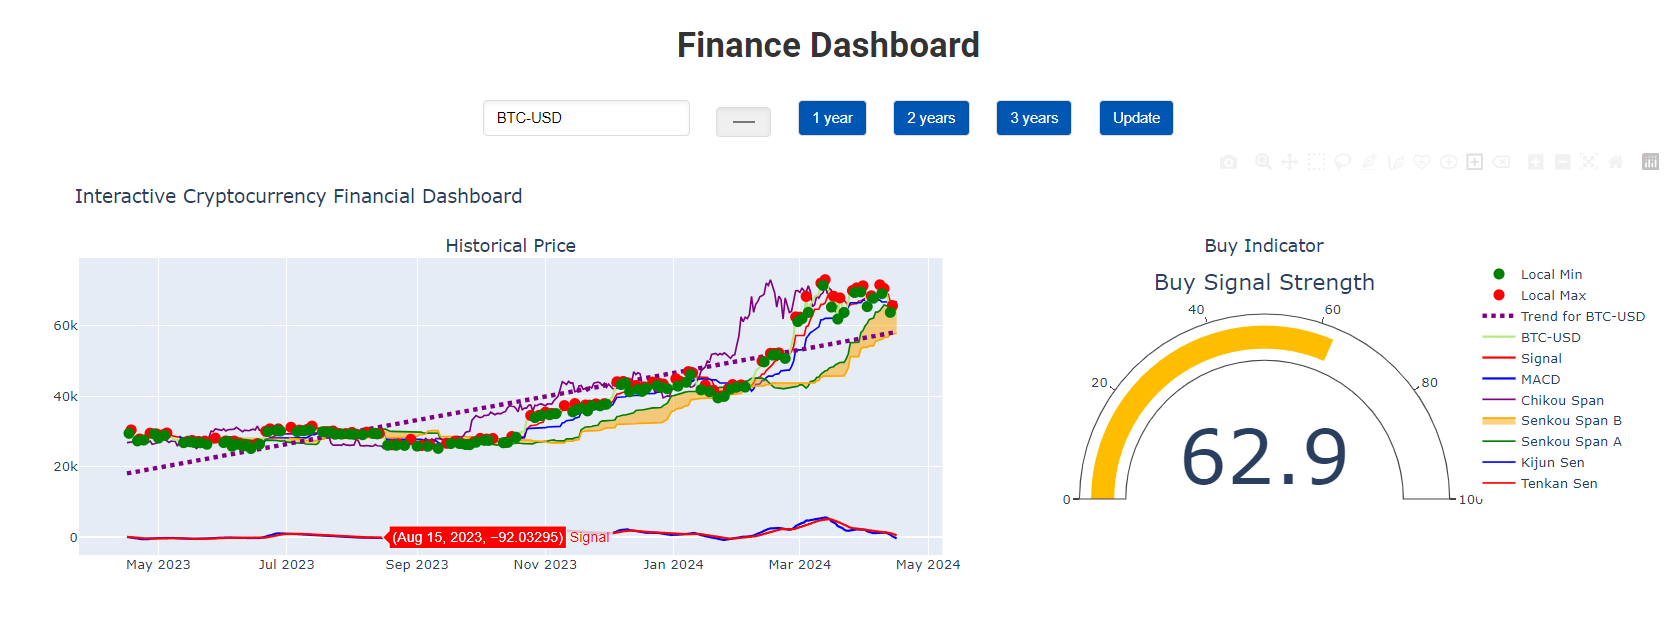 Finance Dashboard
BTC-USD
1 year
2 years
3 years
Update
Interactive Cryptocurrency Financial Dashboard
Historical Price
60k
40k
20k
0
(Aug 15, 2023, −92.03295) Signal
May 2023 Jul 2023 Sep 2023 Nov 2023 Jan 2024 Mar 2024 May 2024
Buy Indicator
Buy Signal Strength
0
20
40
60
80
100
62.9
Local Min
Local Max
Trend for BTC-USD
BTC-USD
Signal
MACD
Chikou Span
Senkou Span B
Senkou Span A
Kijun Sen
Tenkan Sen